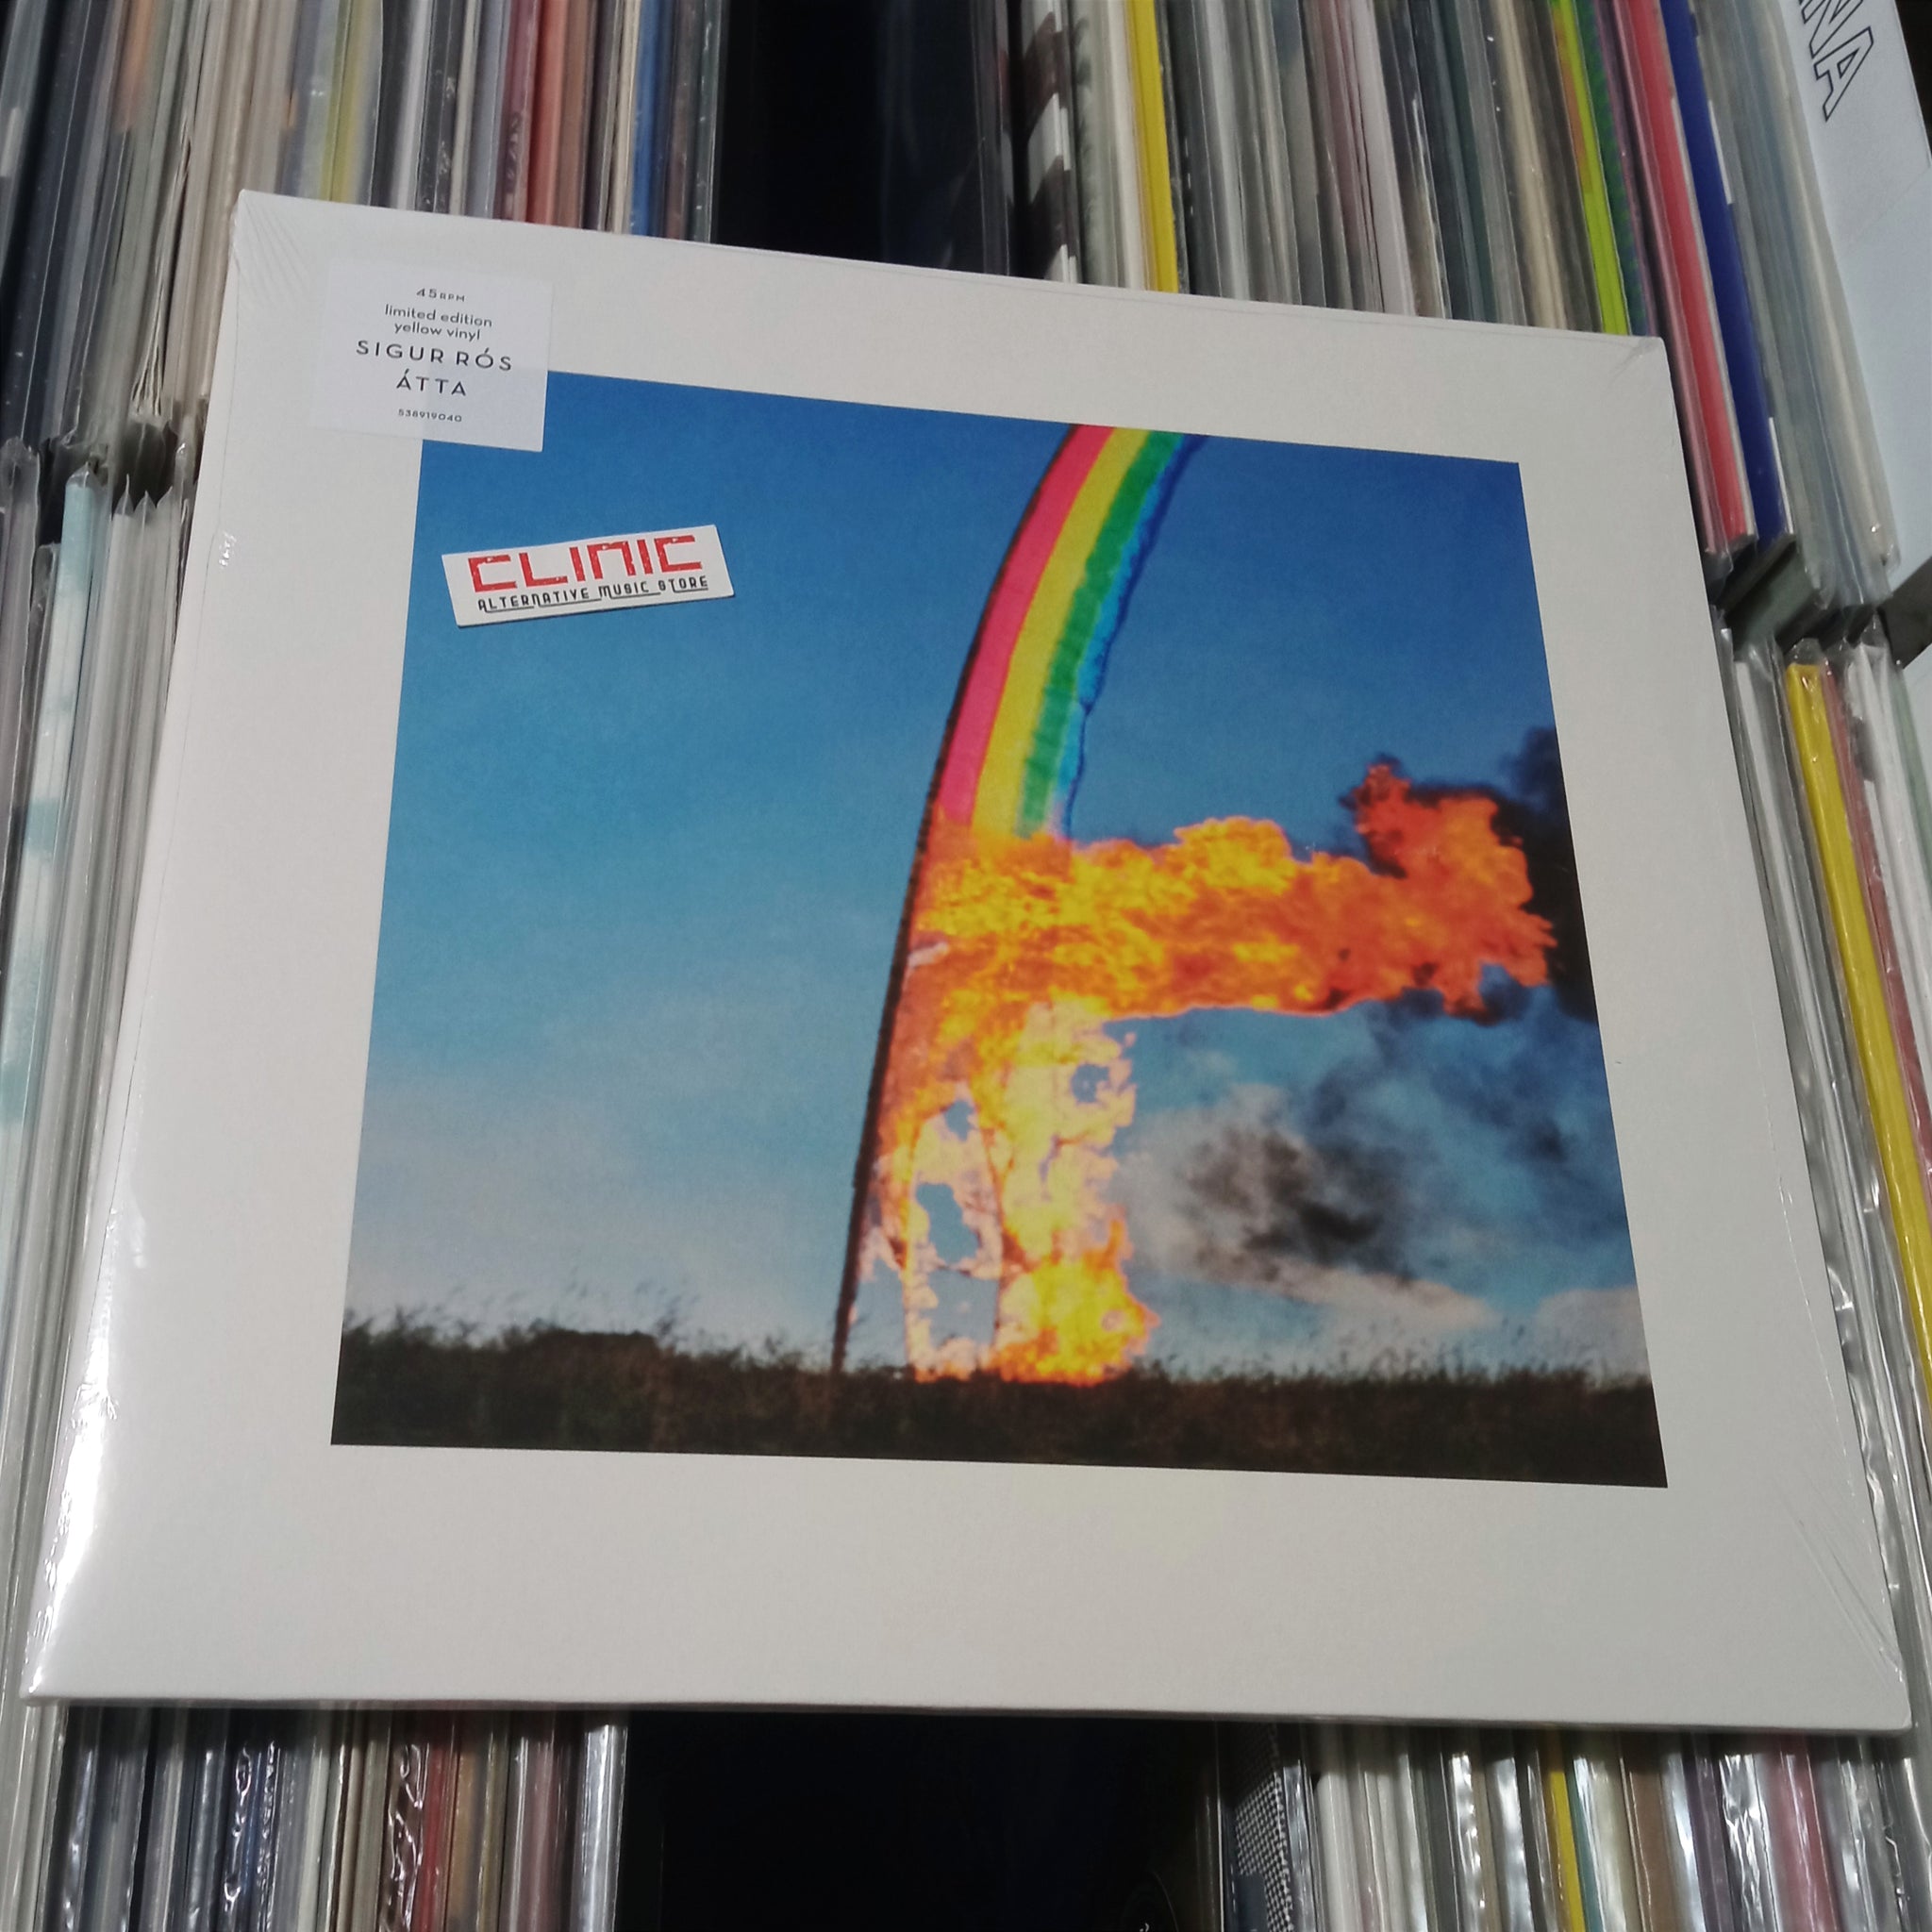 45RPM
limited edition
yellow vinyl
SIGUR RÓS
ÁTTA
538919040
CLINIC
ALTERNATIVE MUSIC STORE